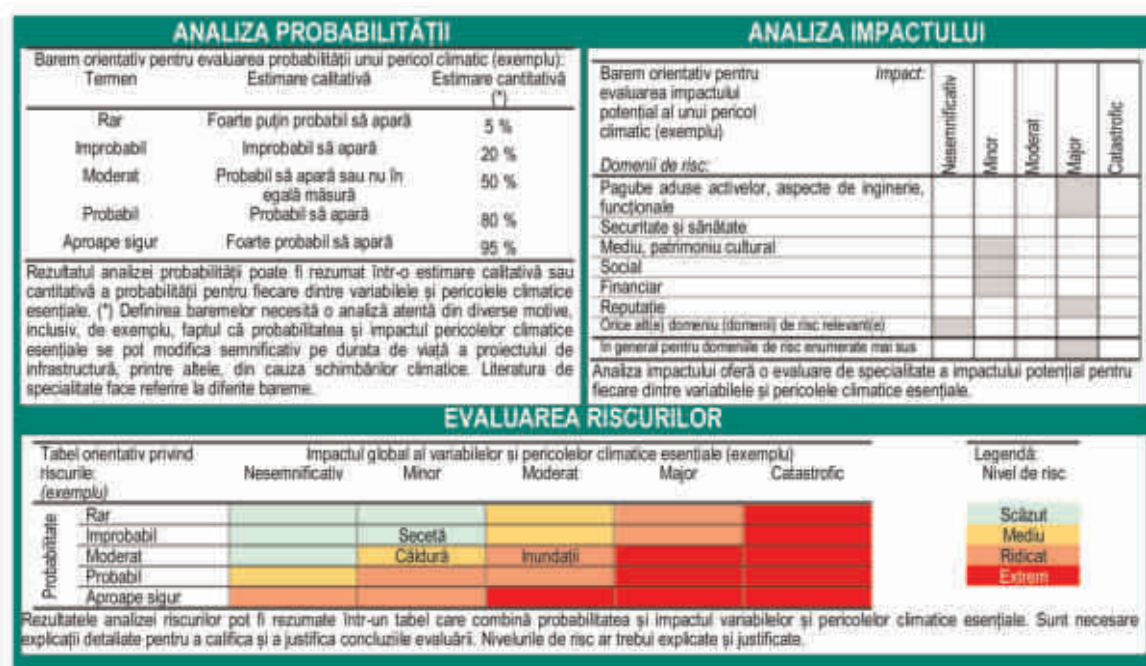 ANALIZA PROBABILITĂȚII
Barem orientativ pentru evaluarea probabilității unui pericol climatic (exemplu):
Termen Estimare calitativă Estimare cantitativă (*)
Rar Foarte puțin probabil să apară 5 %
Improbabil Improbabil să apară 20 %
Moderat Probabil să apară sau nu în egală măsură 50 %
Probabil Probabil să apară 80 %
Aproape sigur Foarte probabil să apară 95 %
Rezultatul analizei probabilității poate fi rezumat într-o estimare calitativă sau
cantitativă a probabilității pentru fiecare dintre variabilele și pericolele climatice
esențiale. (*) Definirea baremelor necesită o analiză atentă din diverse motive,
inclusiv, de exemplu, faptul că probabilitatea și impactul pericolelor climatice
esențiale se pot modifica semnificativ pe durata de viață a proiectului de
infrastructură, printre altele, din cauza schimbărilor climatice. Literatura de
specialitate face referire la diferite bareme.
ANALIZA IMPACTULUI
Barem orientativ pentru Impact:
evaluarea impactului
potențial al unui pericol
climatic (exemplu)
Domenii de risc:
Nesemnificativ
Minor
Moderat
Major
Catastrofic
Pagube aduse activelor, aspecte de inginerie,
funcționale
Securitate și sănătate
Mediu, patrimoniu cultural
Social
Financiar
Reputație
Orice alt(e) domeniu (domenii) de risc relevant(e)
În general pentru domeniile de risc enumerate mai sus
Analiza impactului oferă o evaluare de specialitate a impactului potențial pentru
fiecare dintre variabilele și pericolele climatice esențiale.
EVALUAREA RISCURILOR
Tabel orientativ privind
riscurile:
(exemplu)
Impactul global al variabilelor și pericolelor climatice esențiale (exemplu)
Nesemnificativ Minor Moderat Major Catastrofic
Probabilitate
Rar
Improbabil Secetă
Moderat Căldură Inundații
Probabil
Aproape sigur
Legendă:
Nivel de risc
Scăzut
Mediu
Ridicat
Extrem
Rezultatele analizei riscurilor pot fi rezumate într-un tabel care combină probabilitatea și impactul variabilelor și pericolelor climatice esențiale. Sunt necesare
explicații detaliate pentru a califica și a justifica concluziile evaluării. Nivelurile de risc ar trebui explicate și justificate.